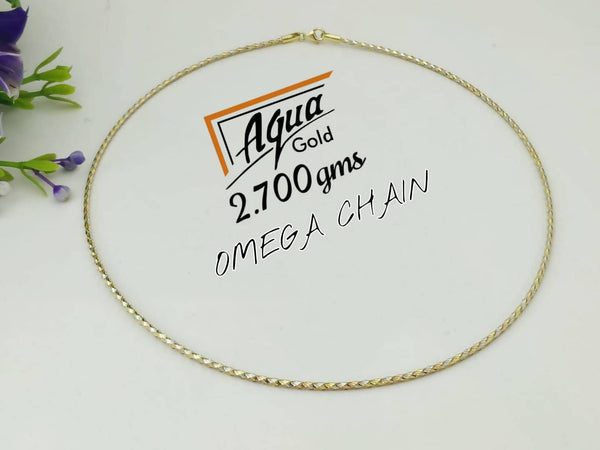 Aqua
Gold
2.700 gms
OMEGA CHAIN